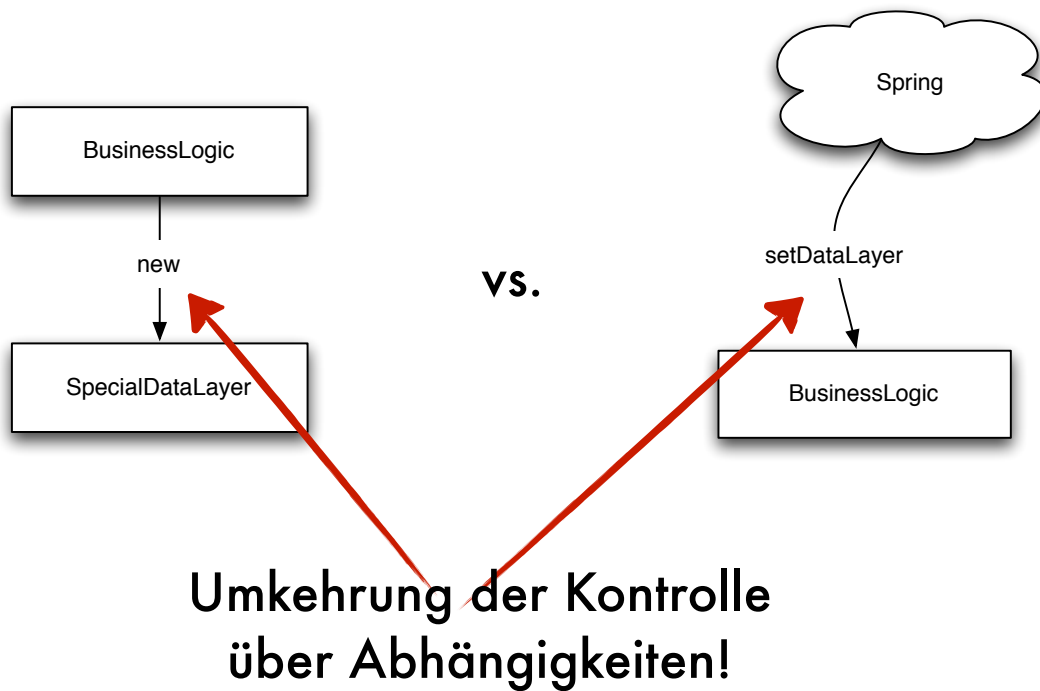 BusinessLogic
new
SpecialDataLayer
vs.
Spring
setDataLayer
BusinessLogic
Umkehrung der Kontrolle
über Abhängigkeiten!